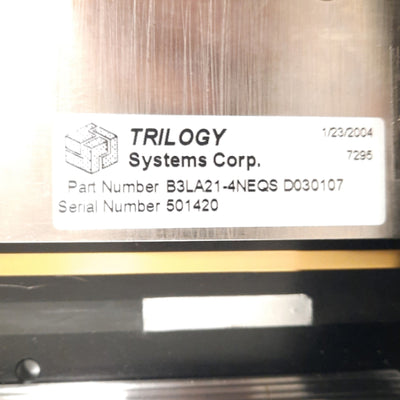 TRILOGY 1/23/2004
Systems Corp. 7295
Part Number B3LA21-4NEQS D030107
Serial Number 501420